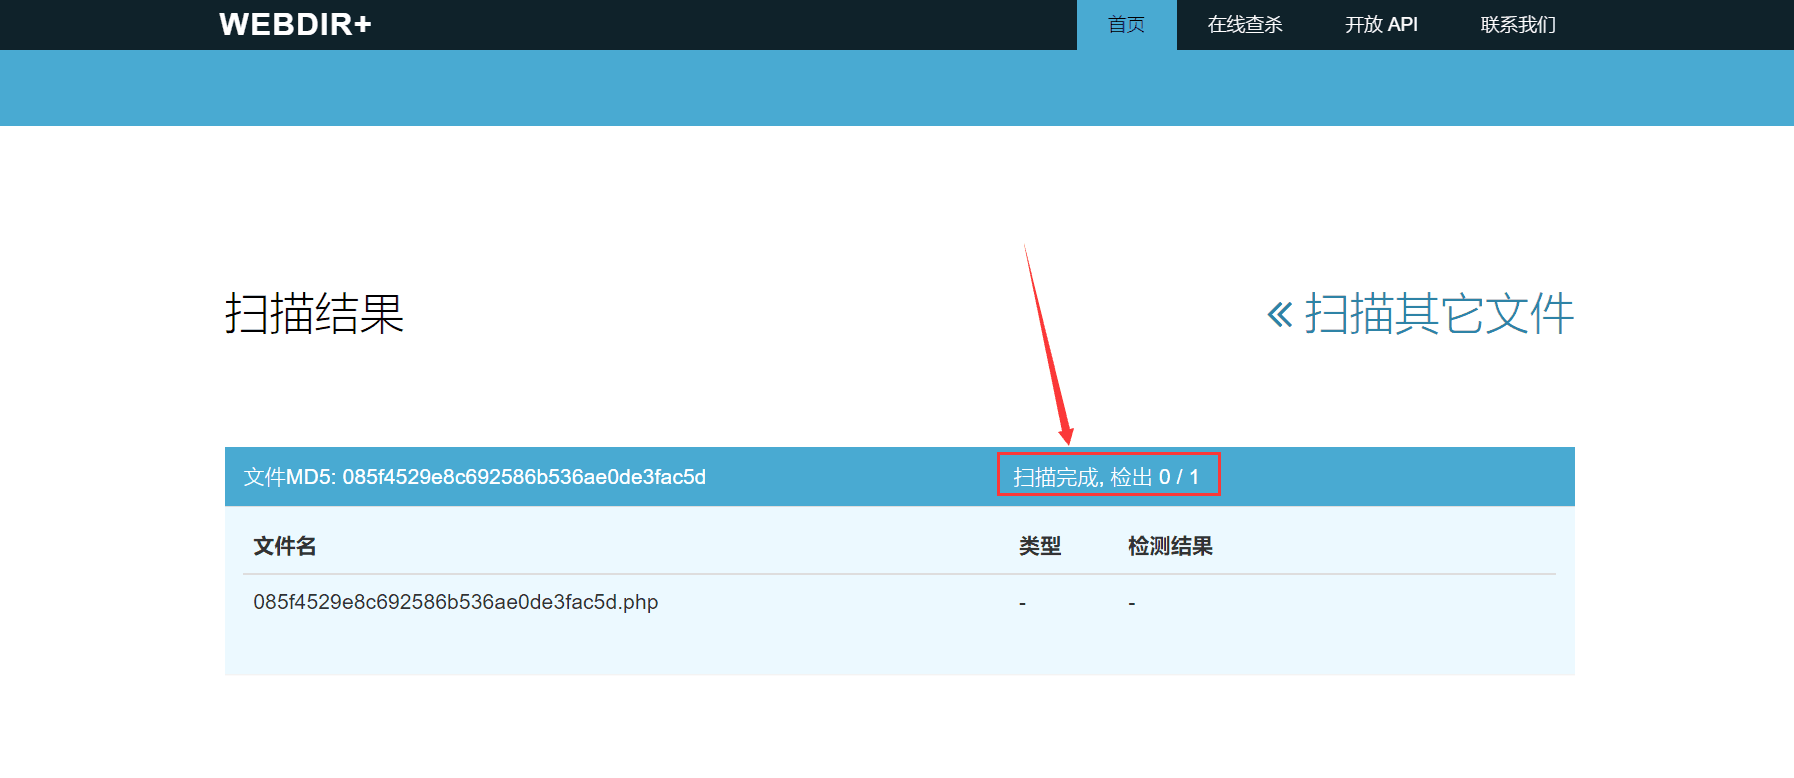 WEBDIR+
首页 在线查杀 开放 API 联系我们
扫描结果
扫描其它文件
文件MD5: 085f4529e8c692586b536ae0de3fac5d 扫描完成, 检出 0 / 1
文件名 类型 检测结果
085f4529e8c692586b536ae0de3fac5d.php - -